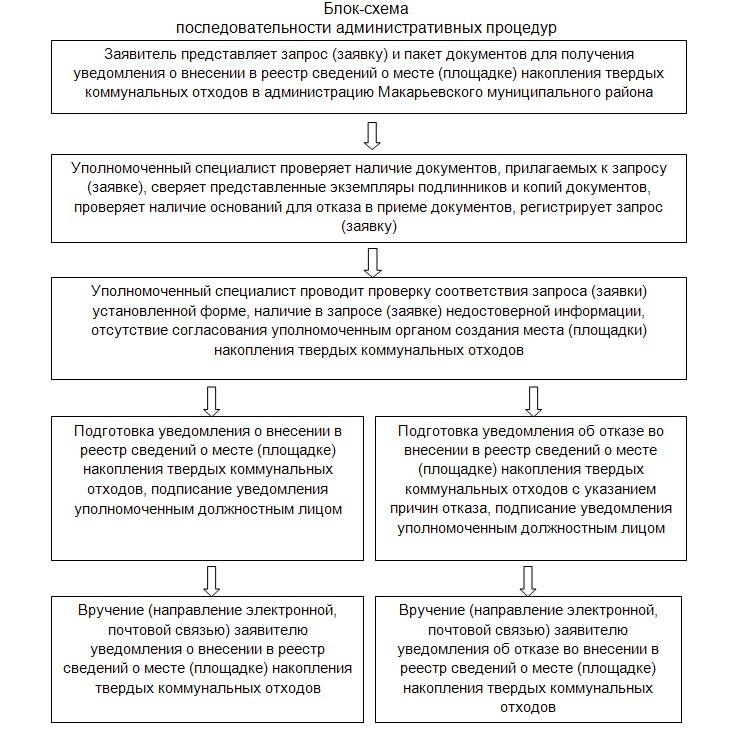 Блок-схема
последовательности административных процедур
Заявитель представляет запрос (заявку) и пакет документов для получения
уведомления о внесении в реестр сведений о месте (площадке) накопления твердых
коммунальных отходов в администрацию Макарьевского муниципального района
Уполномоченный специалист проверяет наличие документов, прилагаемых к запросу
(заявке), сверяет представленные экземпляры подлинников и копий документов,
проверяет наличие оснований для отказа в приеме документов, регистрирует запрос
(заявку)
Уполномоченный специалист проводит проверку соответствия запроса (заявки)
установленной форме, наличие в запросе (заявке) недостоверной информации,
отсутствие согласования уполномоченным органом создания места (площадки)
накопления твердых коммунальных отходов
Подготовка уведомления о внесении в
реестр сведений о месте (площадке)
накопления твердых коммунальных
отходов, подписание уведомления
уполномоченным должностным лицом
Подготовка уведомления об отказе во
внесении в реестр сведений о месте
(площадке) накопления твердых
коммунальных отходов с указанием
причин отказа, подписание уведомления
уполномоченным должностным лицом
Вручение (направление электронной,
почтовой связью) заявителю
уведомления о внесении в реестр
сведений о месте (площадке) накопления
твердых коммунальных отходов
Вручение (направление электронной,
почтовой связью) заявителю
уведомления об отказе во внесении в
реестр сведений о месте (площадке)
накопления твердых коммунальных
отходов